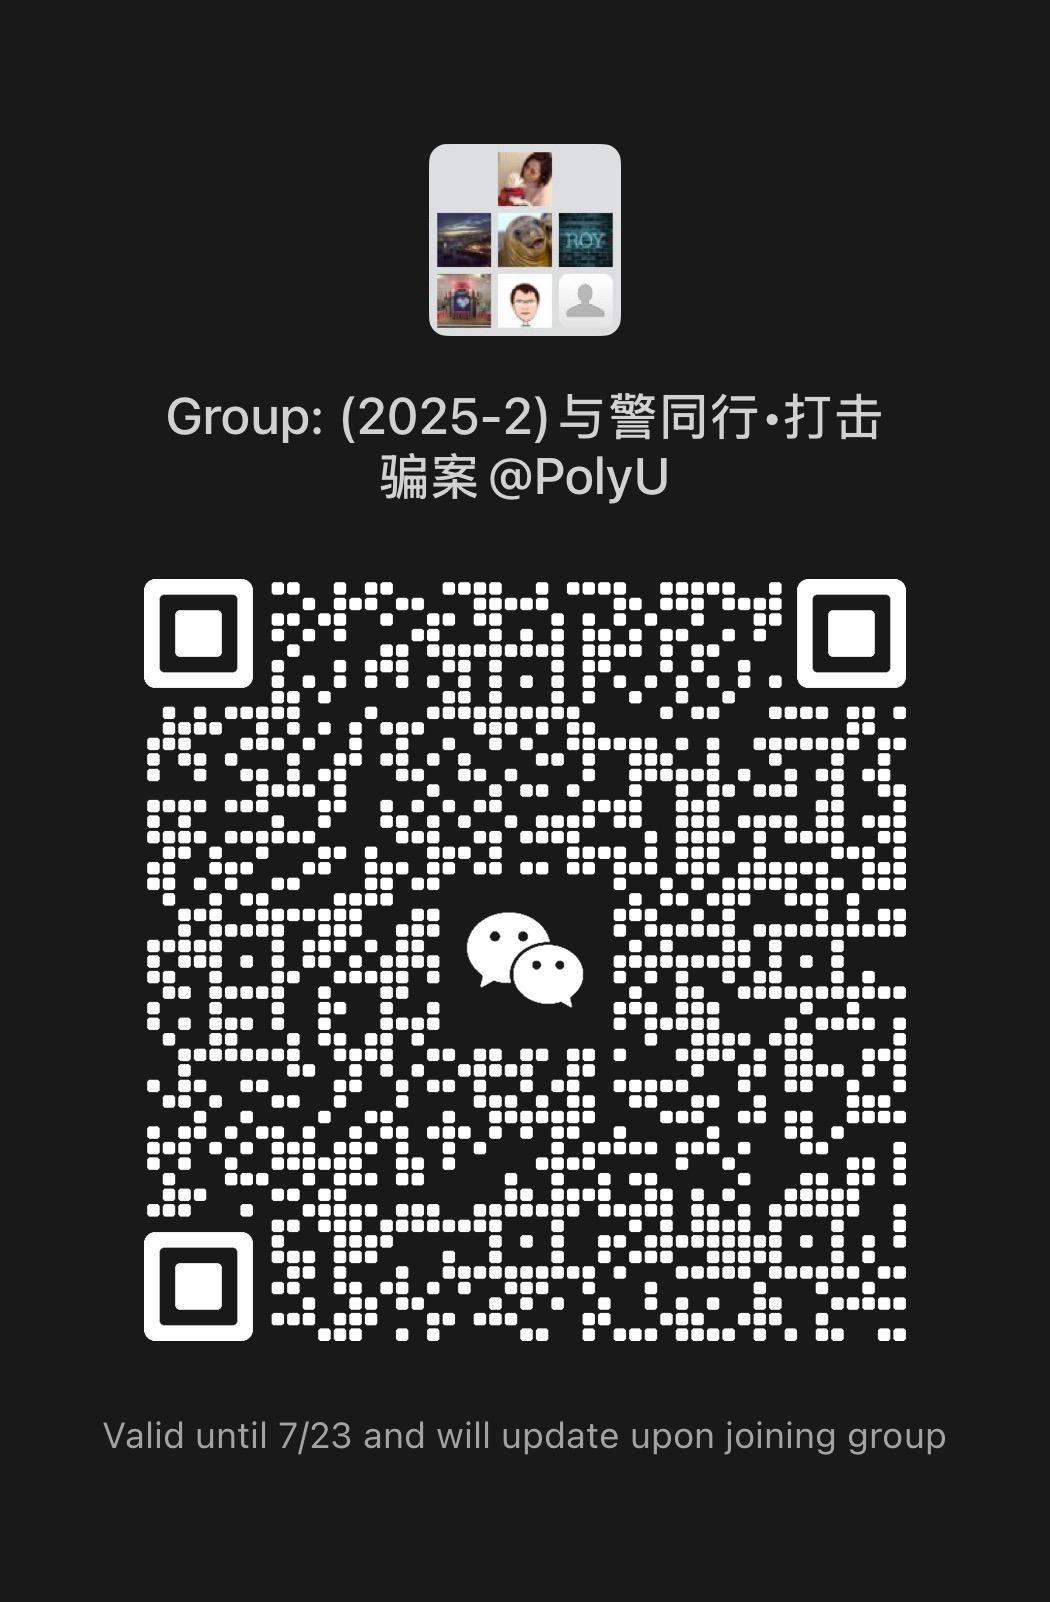 ROY
Group: (2025-2)与警同行•打击
骗案@PolyU
Valid until 7/23 and will update upon joining group